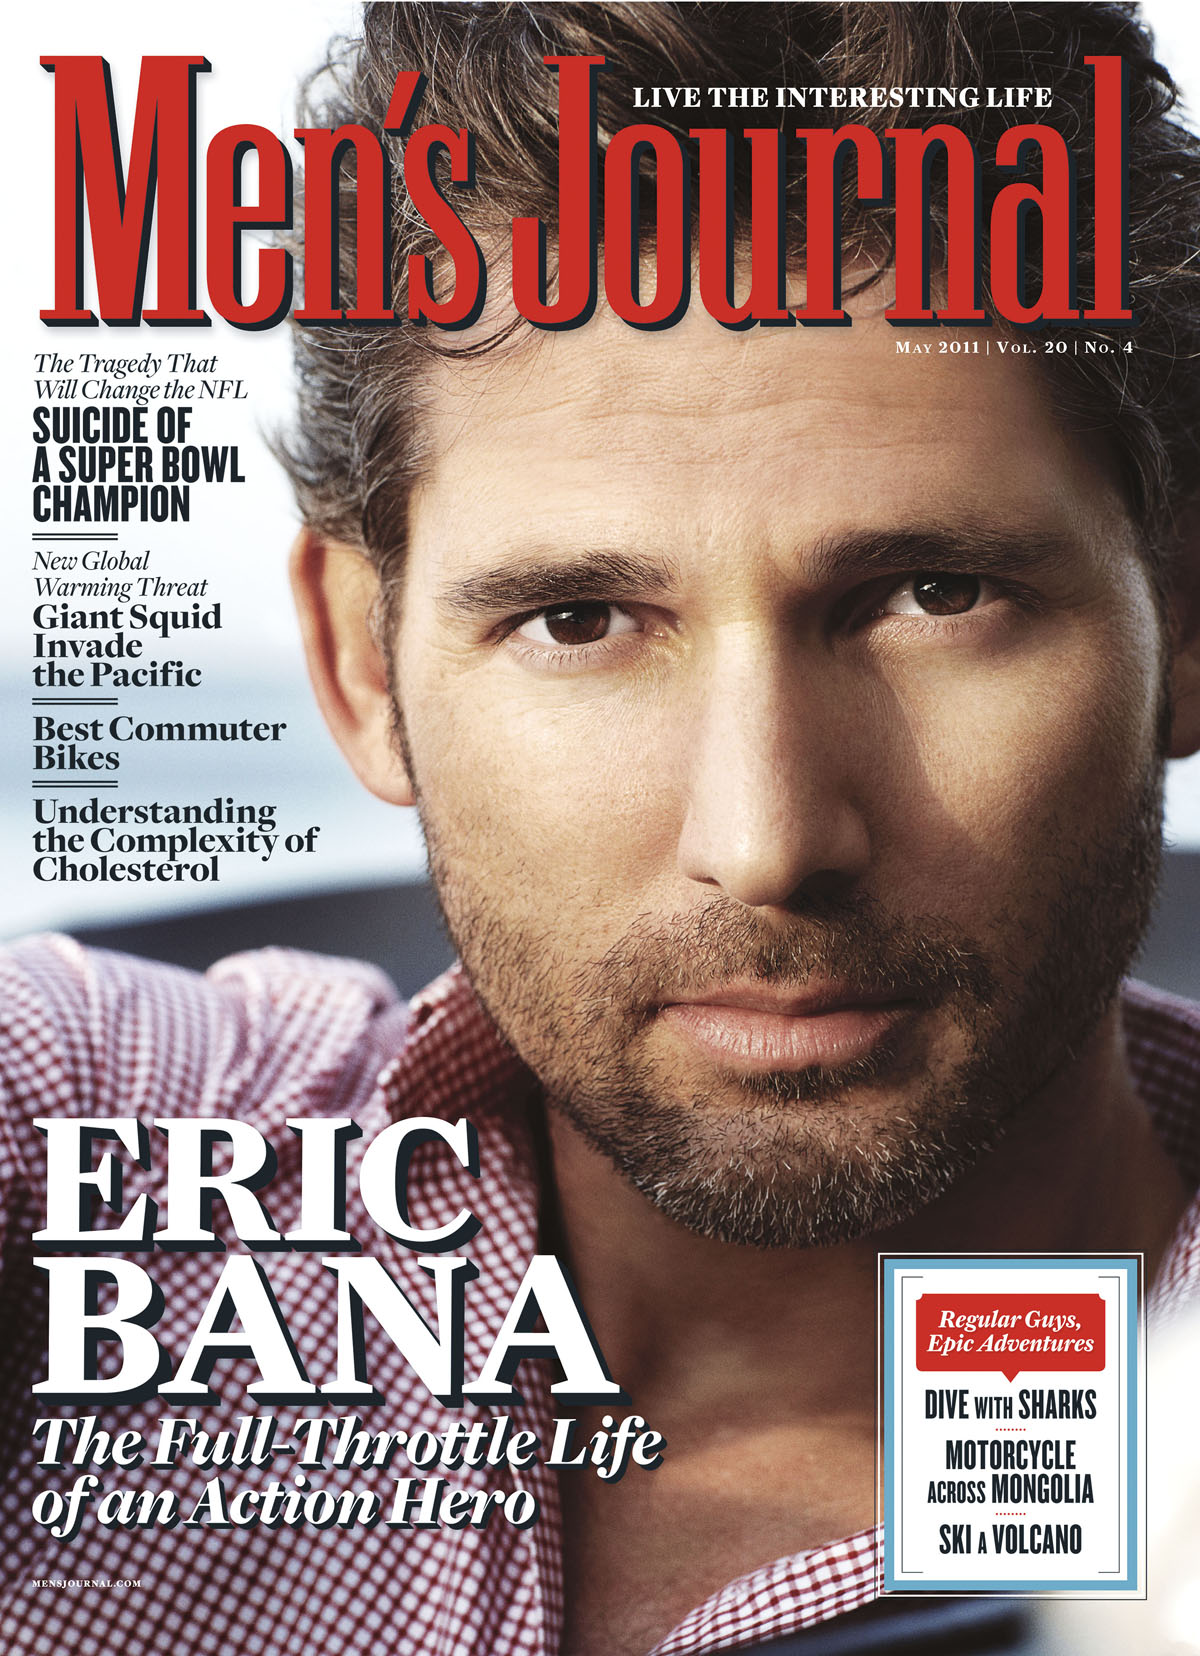 LIVE THE INTERESTING LIFE
Men's Journal
MAY 2011 | VOL. 20 | NO. 4
The Tragedy That
Will Change the NFL
SUICIDE OF
A SUPER BOWL
CHAMPION
New Global
Warming Threat
Giant Squid
Invade
the Pacific
Best Commuter
Bikes
Understanding
the Complexity of
Cholesterol
ERIC
BANA
The Full-Throttle Life
of an Action Hero
MENSJOURNAL.COM
Regular Guys,
Epic Adventures
DIVE WITH SHARKS
MOTORCYCLE
ACROSS MONGOLIA
SKI A VOLCANO